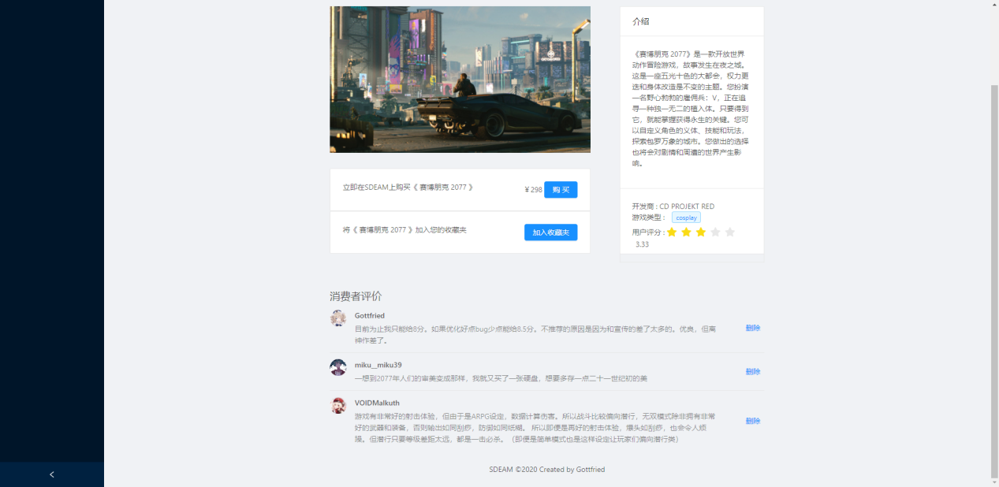 立即在SDEAM上购买《 赛博朋克 2077 》
¥ 298 购 买
将《 赛博朋克 2077 》加入您的收藏夹
加入收藏夹
介绍
《赛博朋克 2077》是一款开放世界
动作冒险游戏，故事发生在夜之城。
这是一座五光十色的大都会，权力更
迭和身体改造是不变的主题。您扮演
一名野心勃勃的雇佣兵：V，正在追
寻一种独一无二的植入体。只要得到
它，就能掌握获得永生的关键。您可
以自定义角色的义体、技能和玩法，
探索包罗万象的城市。您做出的选择
也将会对剧情和周遭的世界产生影
响。
开发商 : CD PROJEKT RED
游戏类型 : cosplay
用户评分 :
3.33
消费者评价
Gottfried
目前为止我只能给8分。如果优化好点bug少点能给8.5分。不推荐的原因是因为和宣传的差了太多的。优良，但离
神作差了。
删除
miku__miku39
一想到2077年人们的审美变成那样，我就又买了一张硬盘，想要多存一点二十一世纪初的美
删除
VOIDMalkuth
游戏有非常好的射击体验，但由于是ARPG设定，数据计算伤害。所以战斗比较偏向潜行，无双模式除非拥有非常
好的武器和装备，否则输出如同刮痧，防御如同纸糊。 所以即便是再好的射击体验，爆头如刮痧，也会令人烦
躁。但潜行只要等级差距太远，都是一击必杀。（即便是简单模式也是这样设定让玩家们偏向潜行类）
删除
SDEAM ©2020 Created by Gottfried